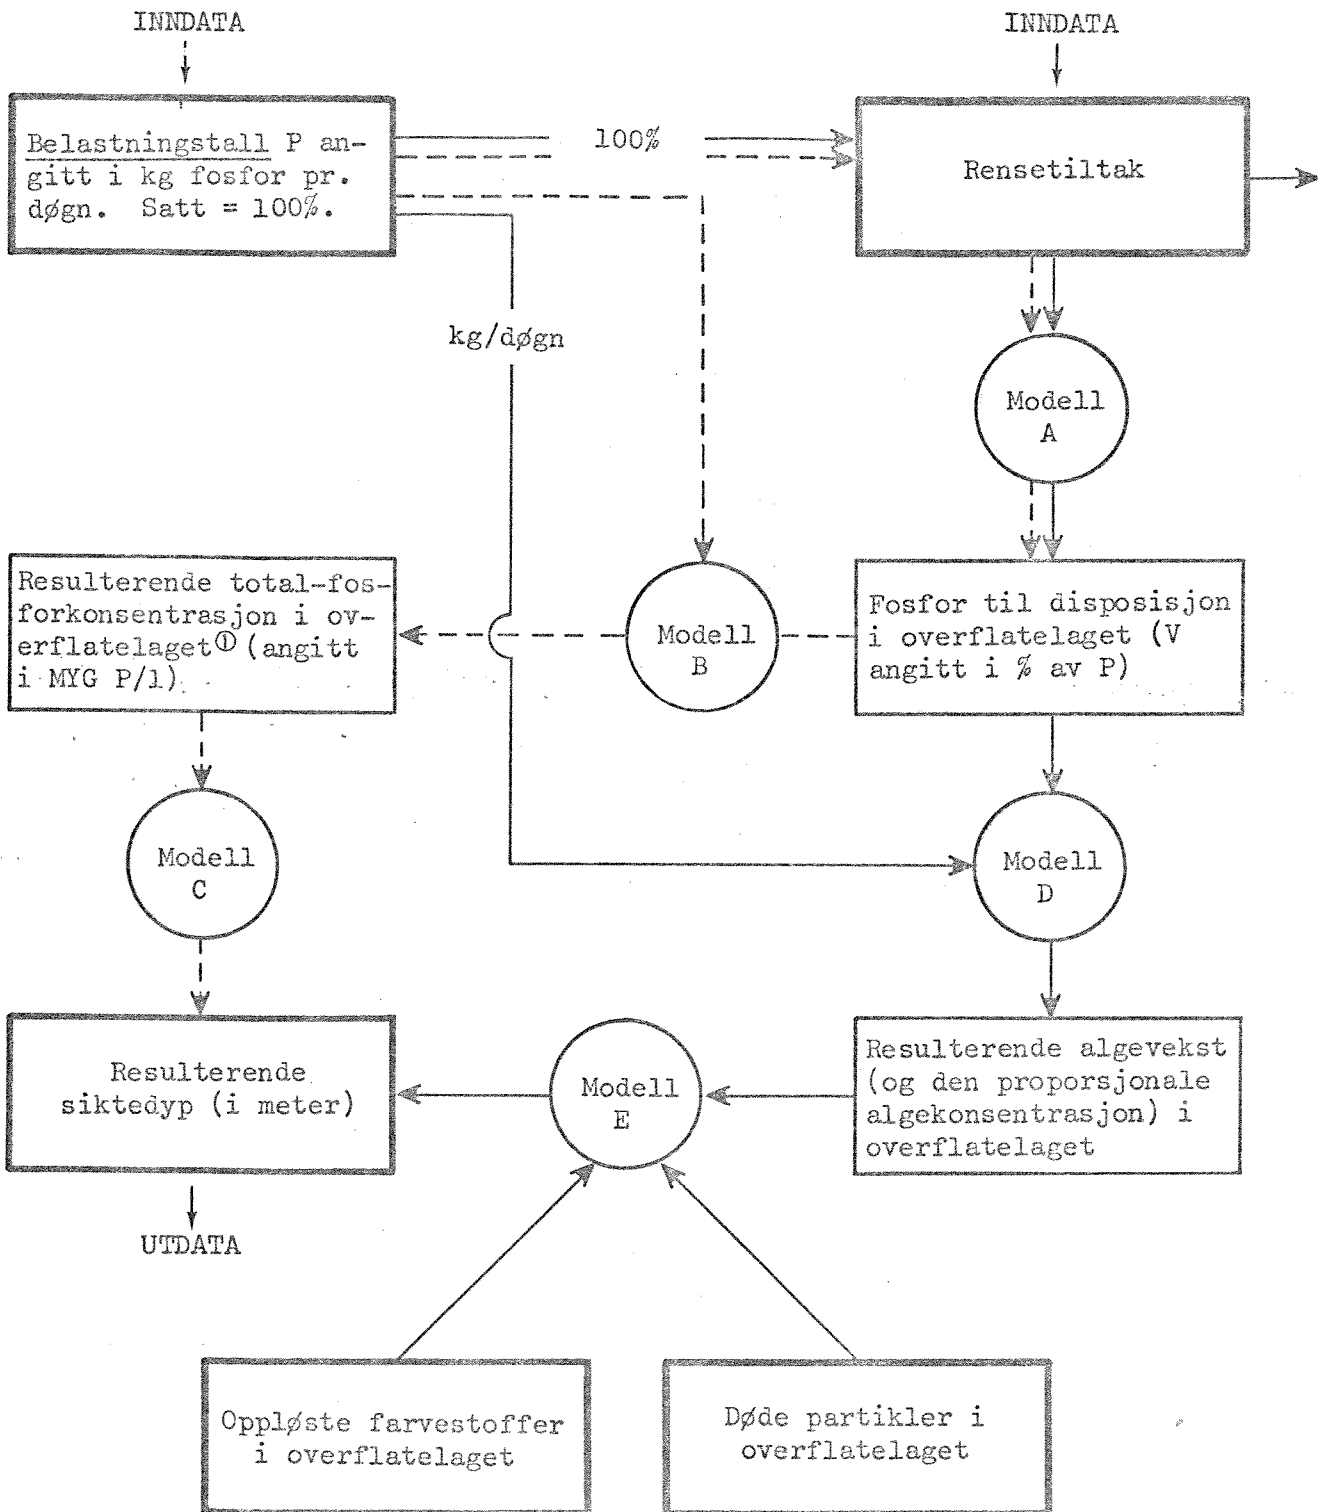 INNDATA
INNDATA
Belastningstall P an-
gitt i kg fosfor pr.
døgn. Satt = 100%.
100%
Rensetiltak
kg/døgn
Modell
A
Resulterende total-fos-
forkonsentrasjon i ov-
erflatelaget① (angitt
i MYG P/l)
Modell
B
Fosfor til disposisjon
i overflatelaget (V
angitt i % av P)
Modell
C
Modell
D
Resulterende
siktedyp (i meter)
Modell
E
Resulterende algevekst
(og den proporsjonale
algekonsentrasjon) i
overflatelaget
UTDATA
Oppløste farvestoffer
i overflatelaget
Døde partikler i
overflatelaget